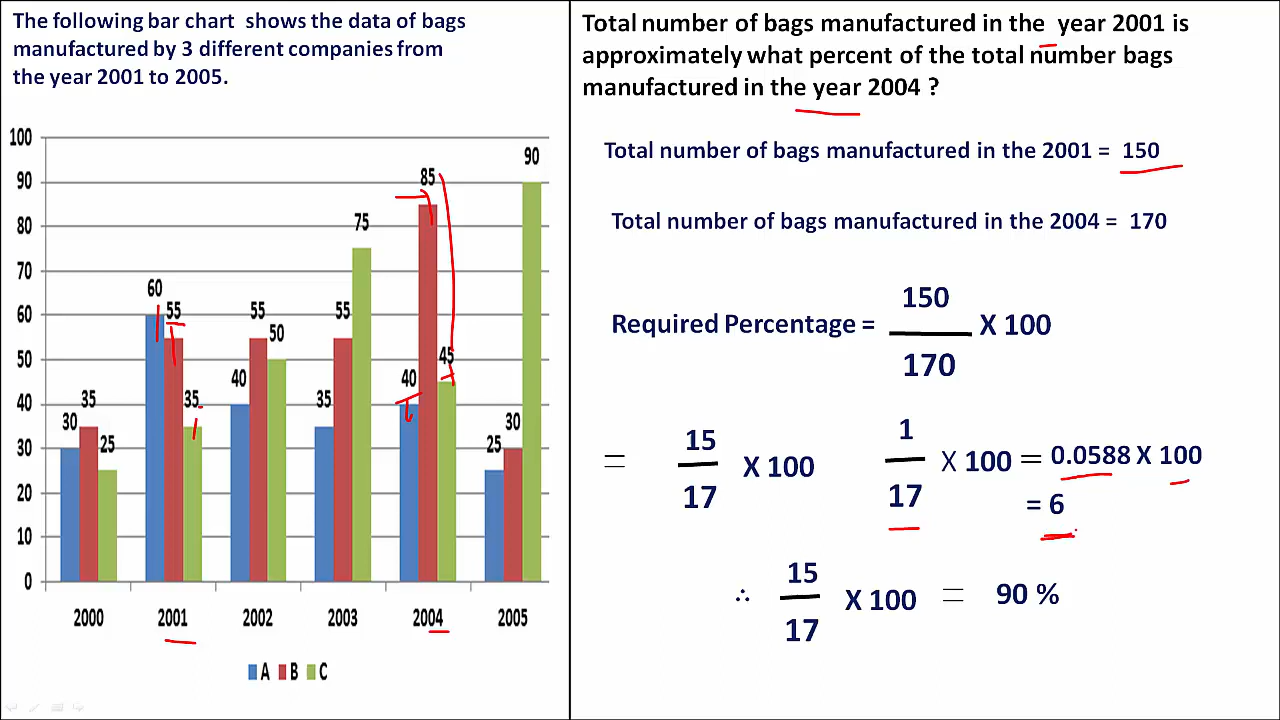 The following bar chart shows the data of bags
manufactured by 3 different companies from
the year 2001 to 2005.
100
90
80
70
60
50
40
30
20
10
0
30
35
25
60
55
35
40
55
50
35
55
75
40
85
45
25
30
90
2000 2001 2002 2003 2004 2005
A B C
Total number of bags manufactured in the year 2001 is
approximately what percent of the total number bags
manufactured in the year 2004 ?
Total number of bags manufactured in the 2001 = 150
Total number of bags manufactured in the 2004 = 170
150
Required Percentage = X 100
170
15 1
= X 100 X 100 = 0.0588 X 100
17 17
= 6
15
∴ X 100 = 90 %
17